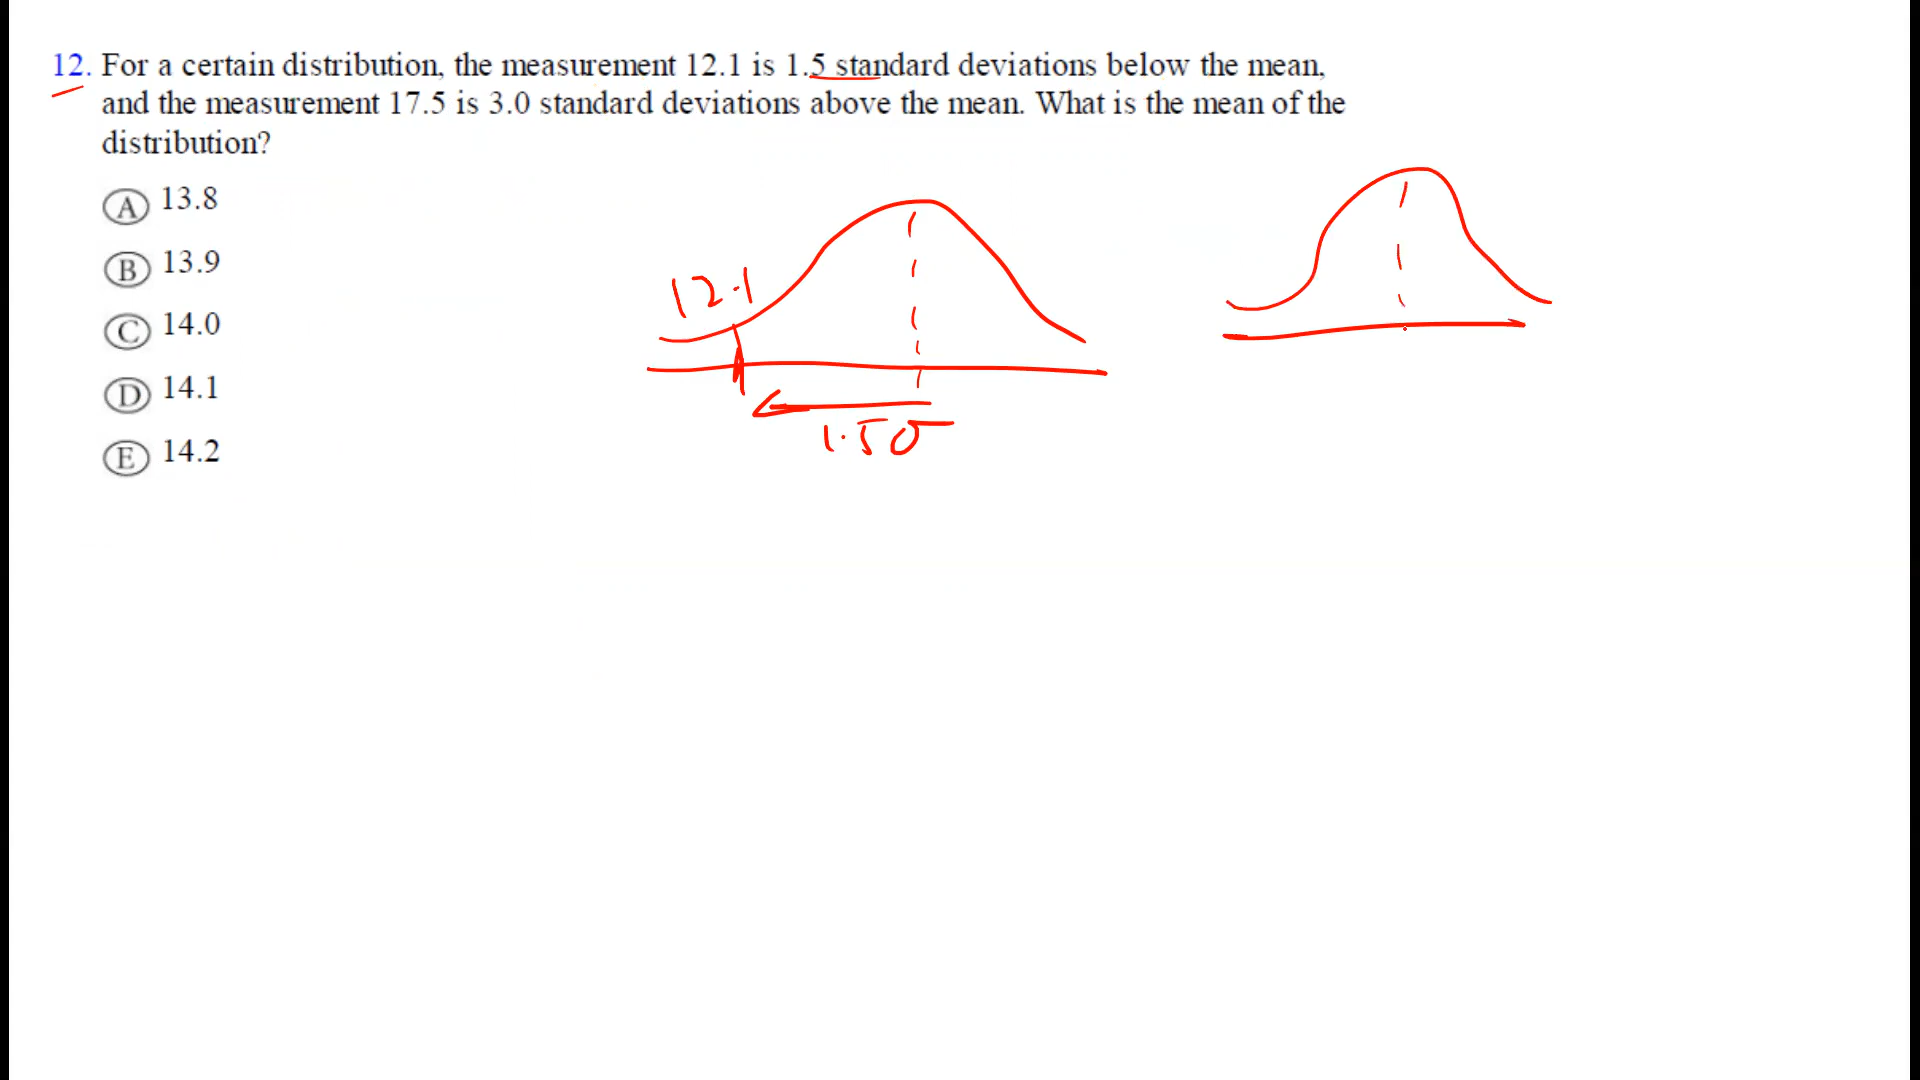 12. For a certain distribution, the measurement 12.1 is 1.5 standard deviations below the mean,
and the measurement 17.5 is 3.0 standard deviations above the mean. What is the mean of the
distribution?
A 13.8
B 13.9
C 14.0
D 14.1
E 14.2
12.1
1.5σ